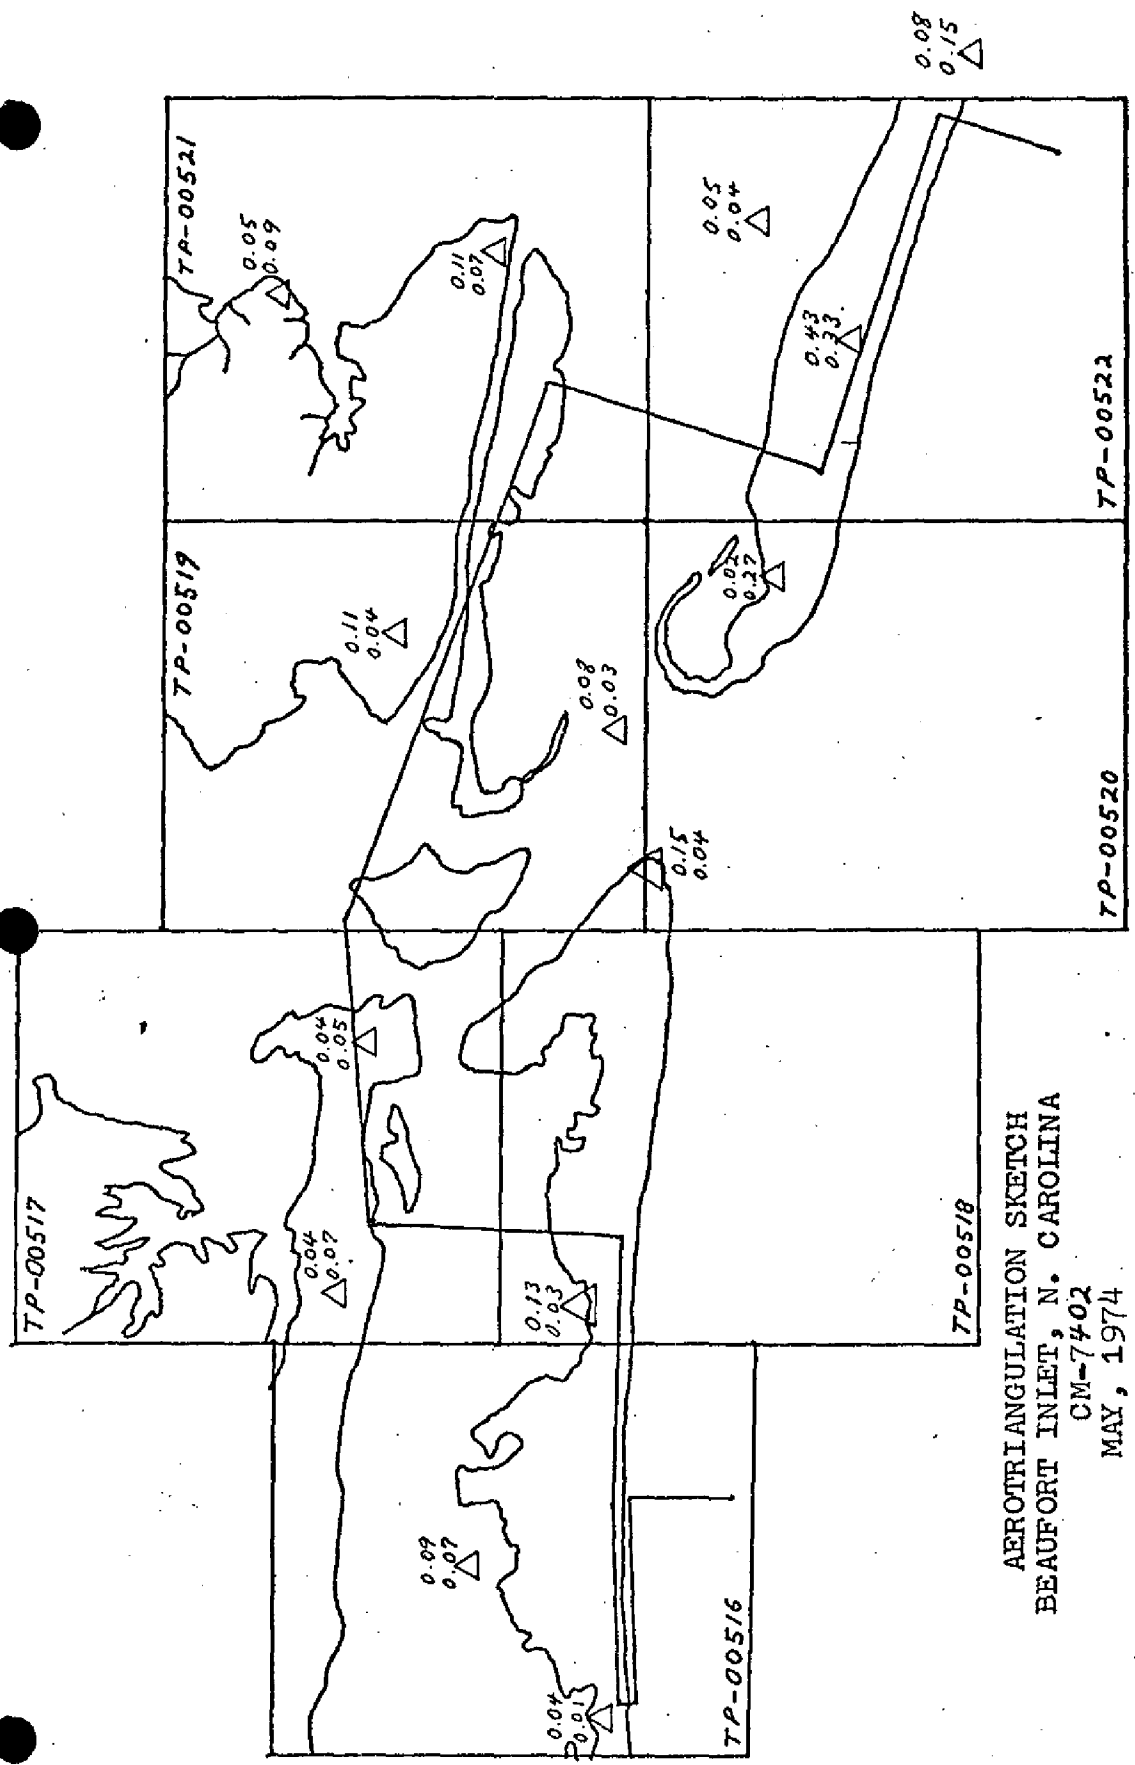 TP-00521
0.05
0.09
0.11
0.07
0.08
0.15
0.05
0.04
0.43
0.33
TP-00522
TP-00519
0.11
0.04
0.08
0.03
0.02
0.27
TP-00520
0.15
0.04
TP-00517
0.04
0.05
0.04
0.07
0.13
0.03
TP-00518
0.09
0.07
0.04
0.01
TP-00516
AEROTRIANGULATION SKETCH
BEAUFORT INLET, N. CAROLINA
CM-7402
MAY, 1974